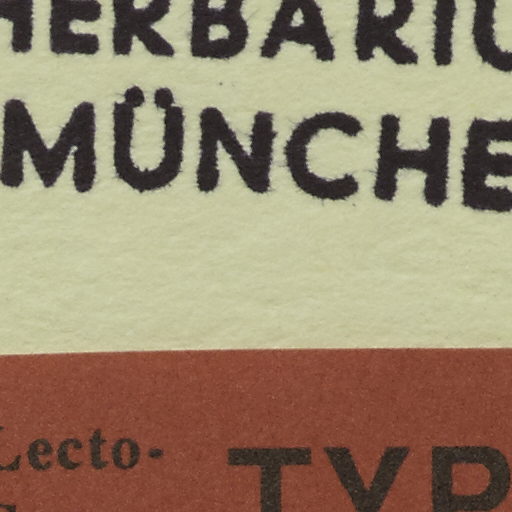 HERBARIU
MÜNCHE
Lecto-
TYP